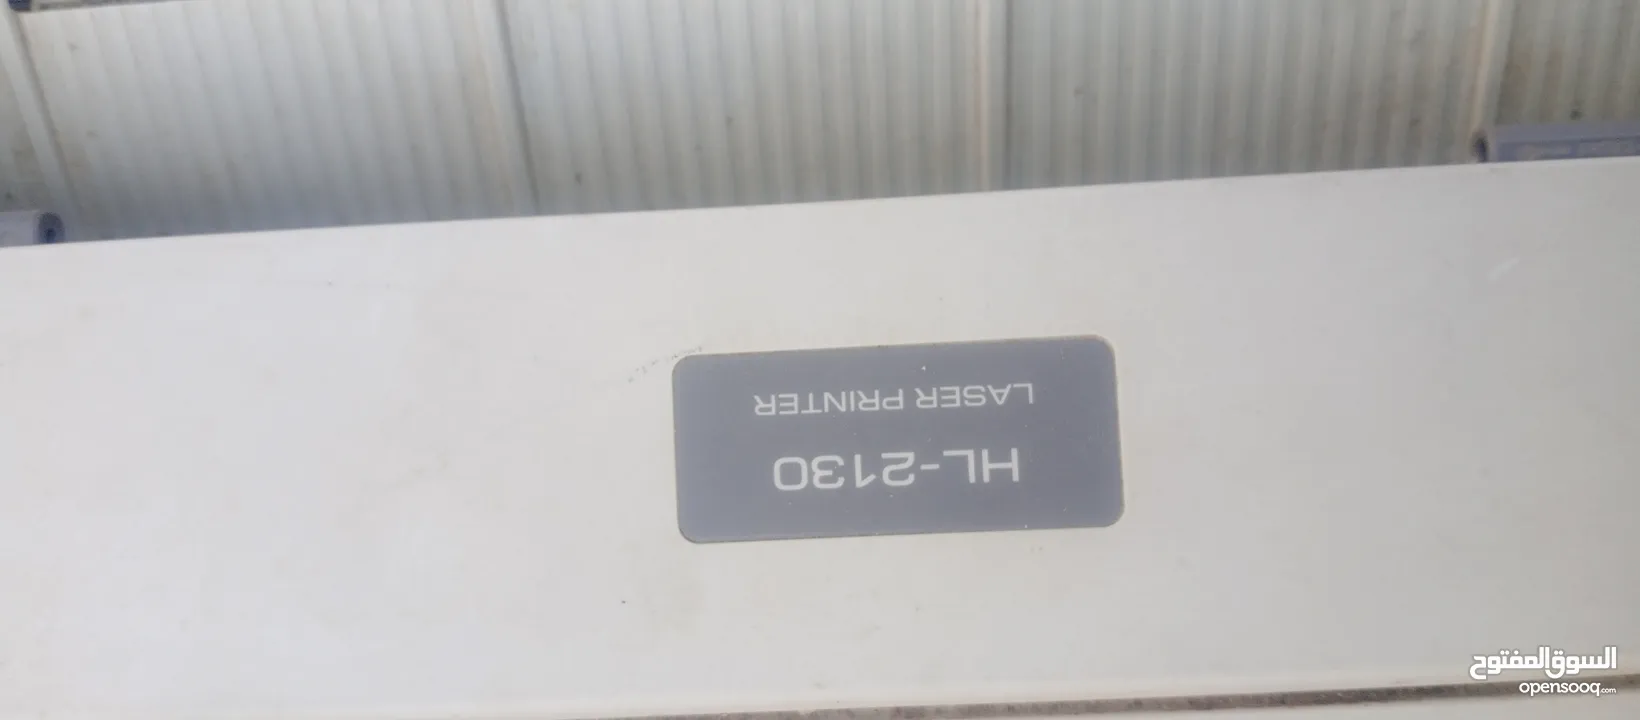 HL-2130
LASER PRINTER
السوق المفتوح
opensooq.com